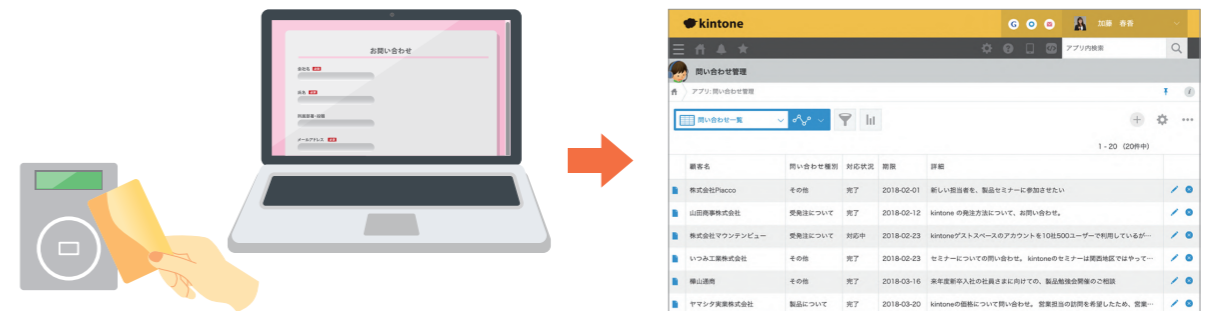 お問い合わせ
会社名 必須
氏名 必須
所属部署・役職
メールアドレス 必須
kintone
加藤 春香
アプリ内検索
問い合わせ管理
アプリ: 問い合わせ管理
問い合わせ一覧
1 - 20 (20件中)
顧客名 問い合わせ種別 対応状況 期限 詳細
株式会社Piacco その他 完了 2018-02-01 新しい担当者を、製品セミナーに参加させたい
山田商事株式会社 受発注について 完了 2018-02-12 kintone の発注方法について、お問い合わせ。
株式会社マウンテンビュー 受発注について 対応中 2018-02-23 kintoneゲストスペースのアカウントを10社500ユーザーで利用しているが…
いつみ工業株式会社 その他 完了 2018-02-23 セミナーについての問い合わせ。 kintoneのセミナーは関西地区ではやって…
横山通商 その他 完了 2018-03-16 来年度新卒入社の社員さまに向けての、製品勉強会開催のご相談
ヤマシタ実業株式会社 製品について 完了 2018-03-20 kintoneの価格について問い合わせ。 営業担当の訪問を希望したため、営業…